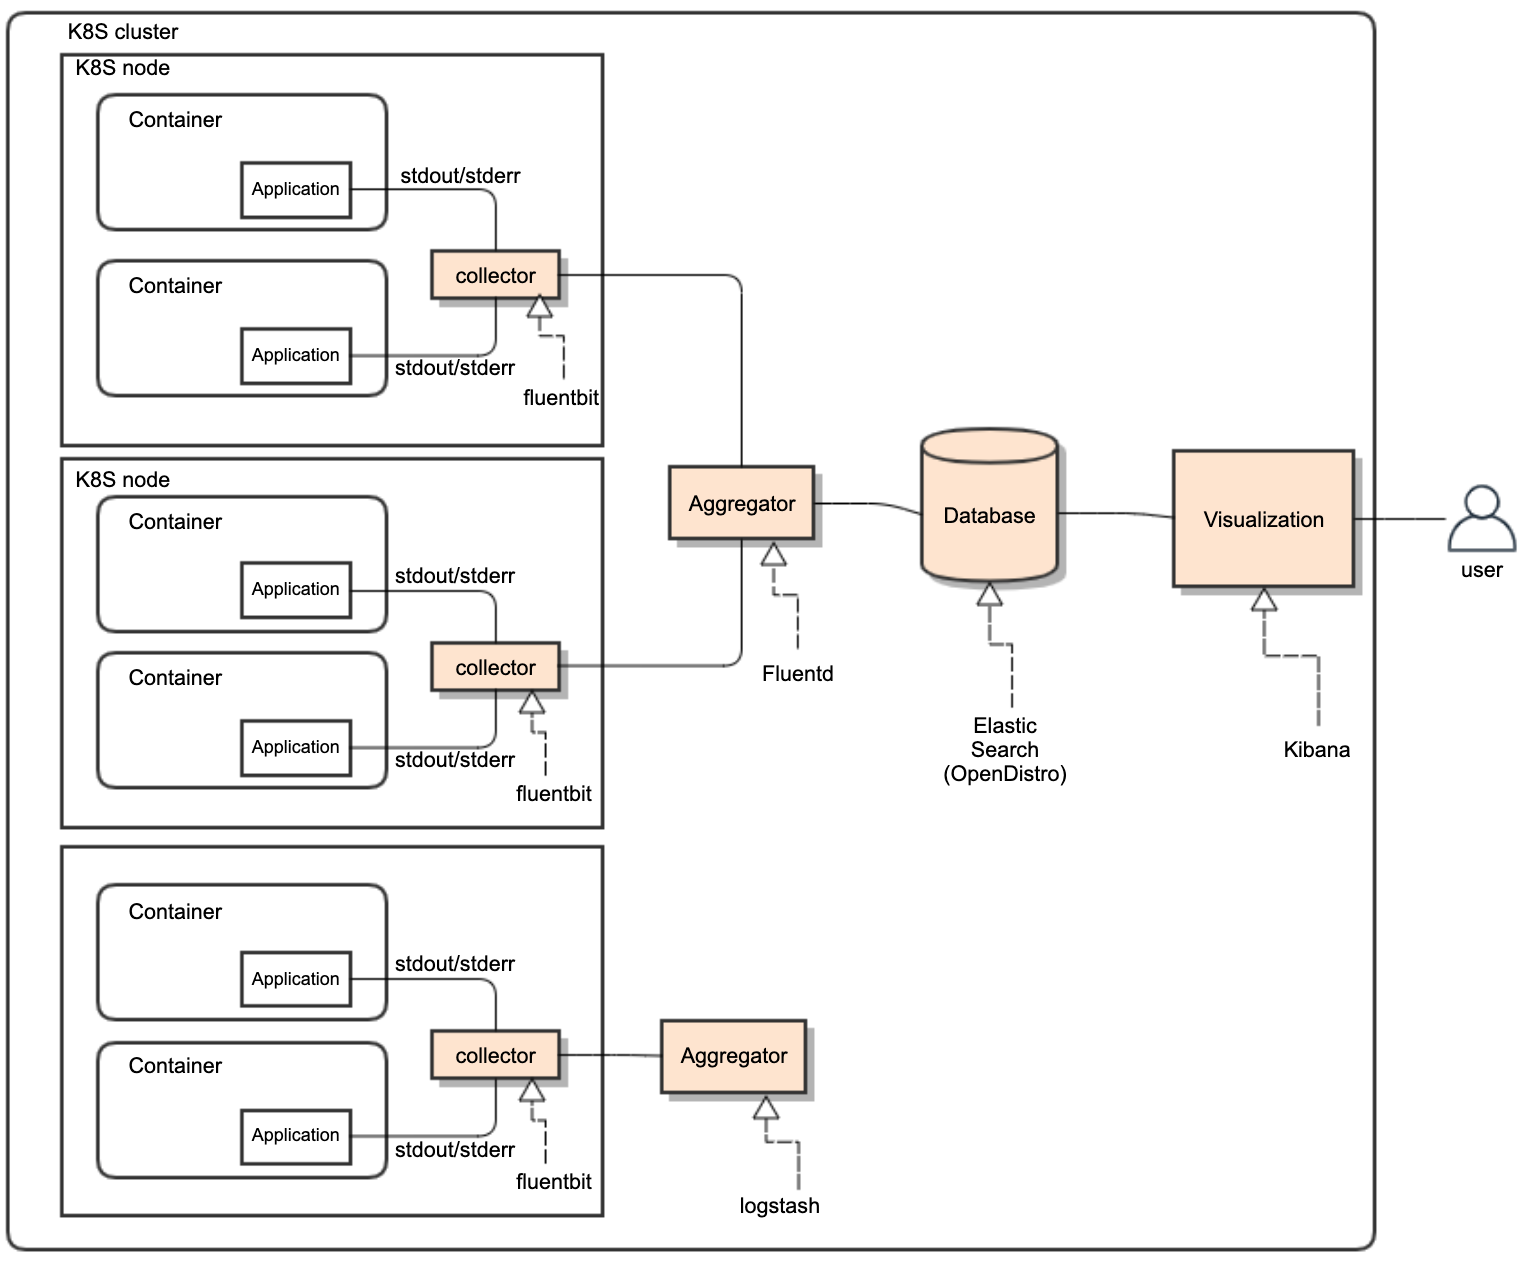 K8S cluster
K8S node
Container
Application
stdout/stderr
collector
Container
Application
stdout/stderr
fluentbit
K8S node
Container
Application
stdout/stderr
collector
Container
Application
stdout/stderr
fluentbit
Aggregator
Fluentd
Database
Elastic
Search
(OpenDistro)
Visualization
Kibana
user
Container
Application
stdout/stderr
collector
Container
Application
stdout/stderr
fluentbit
Aggregator
logstash